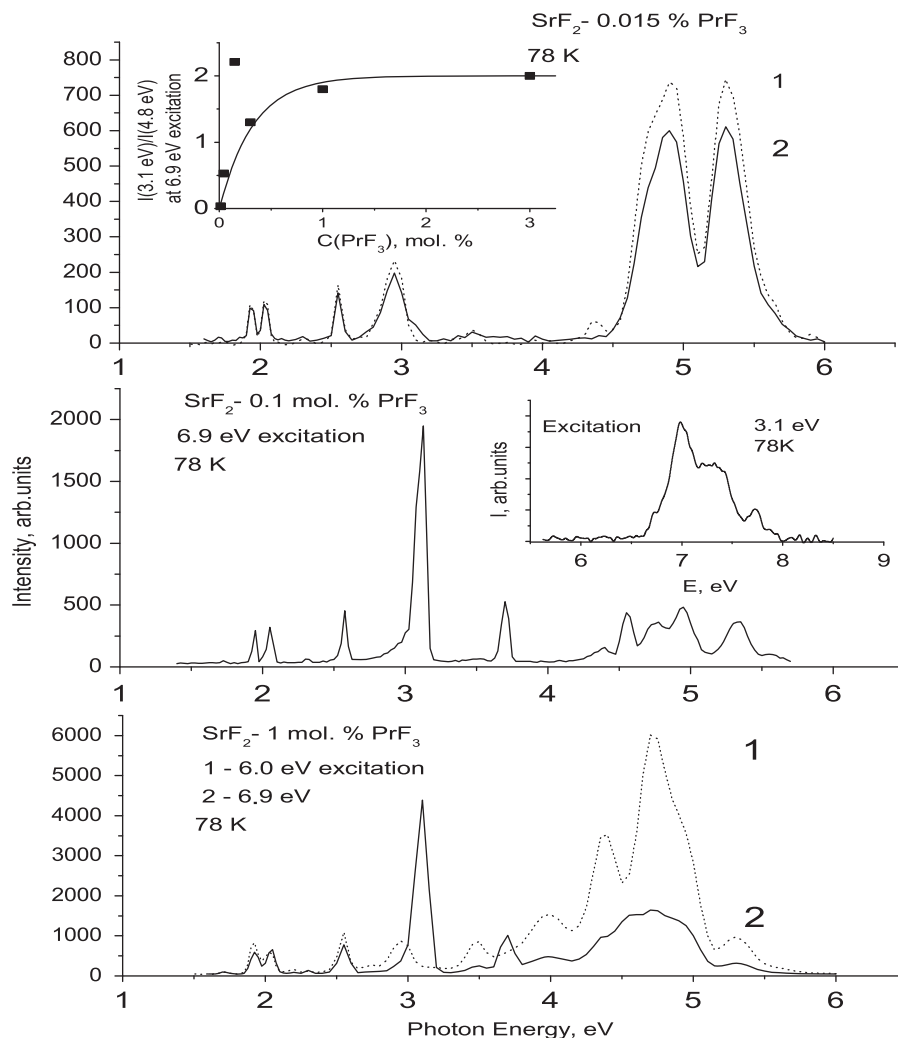 SrF₂- 0.015 % PrF₃
78 K
1
2
800
700
600
500
400
300
200
100
0
1 2 3 4 5 6
I(3.1 eV)/I(4.8 eV)
at 6.9 eV excitation
2
1
0
0 1 2 3
C(PrF₃), mol. %
SrF₂- 0.1 mol. % PrF₃
6.9 eV excitation
78 K
2000
1500
1000
500
0
1 2 3 4 5 6
Intensity, arb.units
Excitation
3.1 eV
78K
I, arb.units
6 7 8 9
E, eV
SrF₂- 1 mol. % PrF₃
1 - 6.0 eV excitation
2 - 6.9 eV
78 K
1
2
6000
5000
4000
3000
2000
1000
0
1 2 3 4 5 6
Photon Energy, eV